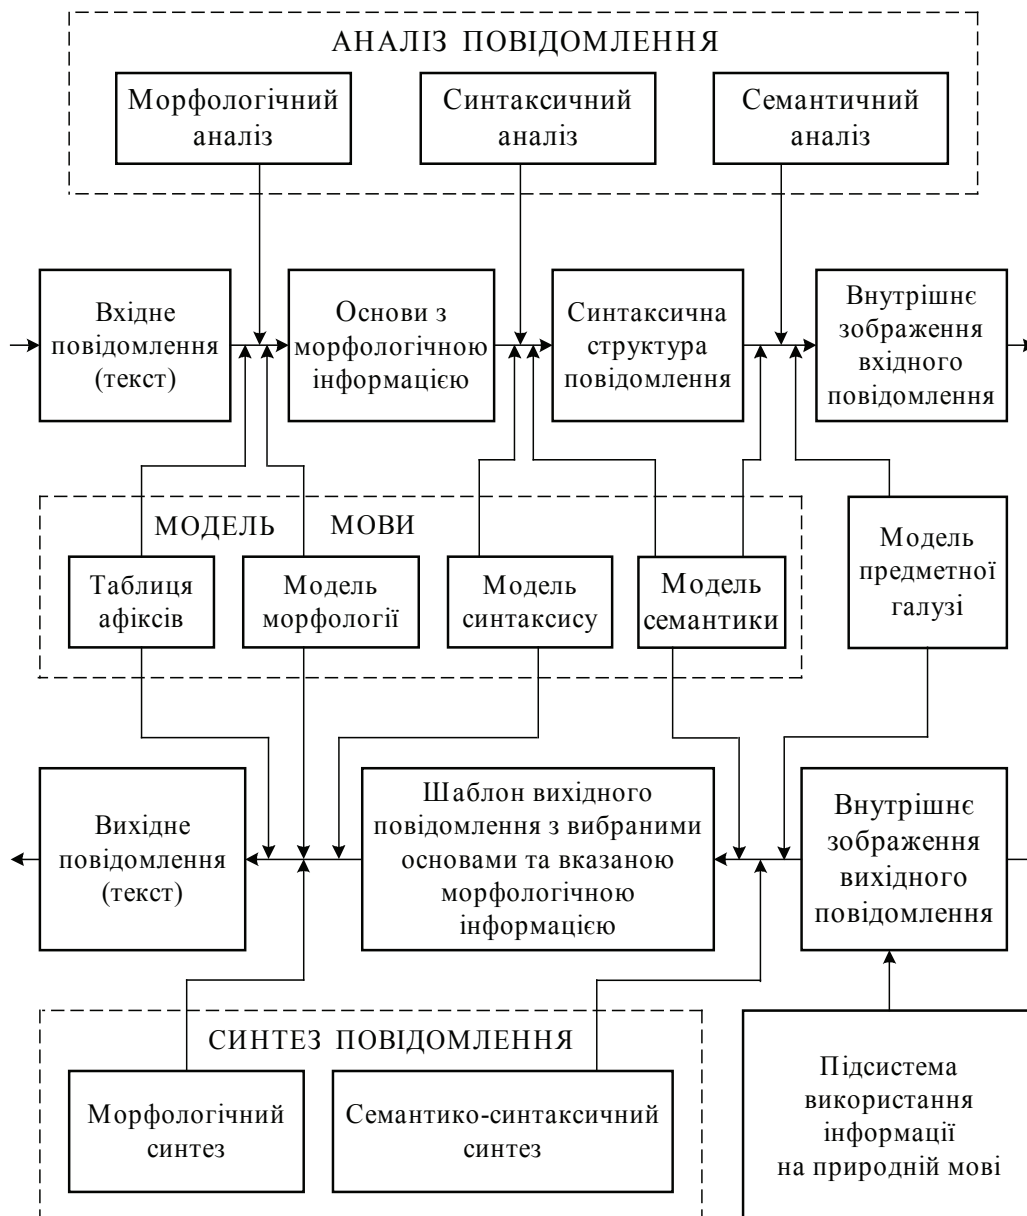 АНАЛІЗ ПОВІДОМЛЕННЯ
Морфологічний
аналіз
Синтаксичний
аналіз
Семантичний
аналіз
Вхідне
повідомлення
(текст)
Основи з
морфологічною
інформацією
Синтаксична
структура
повідомлення
Внутрішнє
зображення
вхідного
повідомлення
МОДЕЛЬ МОВИ
Таблиця
афіксів
Модель
морфології
Модель
синтаксису
Модель
семантики
Модель
предметної
галузі
Вихідне
повідомлення
(текст)
Шаблон вихідного
повідомлення з вибраними
основами та вказаною
морфологічною
інформацією
Внутрішнє
зображення
вихідного
повідомлення
СИНТЕЗ ПОВІДОМЛЕННЯ
Морфологічний
синтез
Семантико-синтаксичний
синтез
Підсистема
використання
інформації
на природній мові